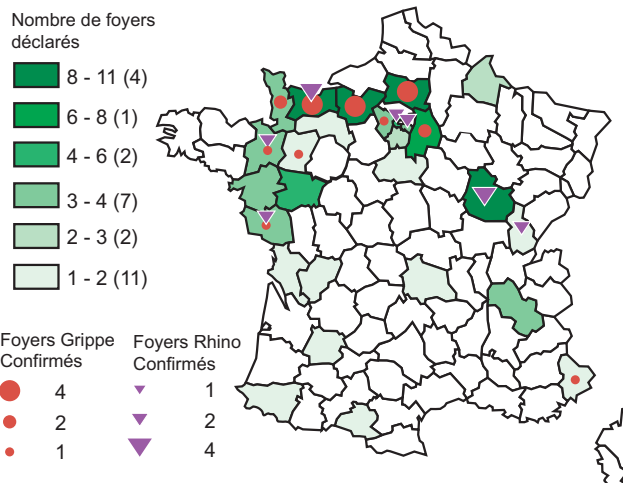 Nombre de foyers
déclarés
8 - 11 (4)
6 - 8 (1)
4 - 6 (2)
3 - 4 (7)
2 - 3 (2)
1 - 2 (11)
Foyers Grippe
Confirmés
4
2
1
Foyers Rhino
Confirmés
1
2
4